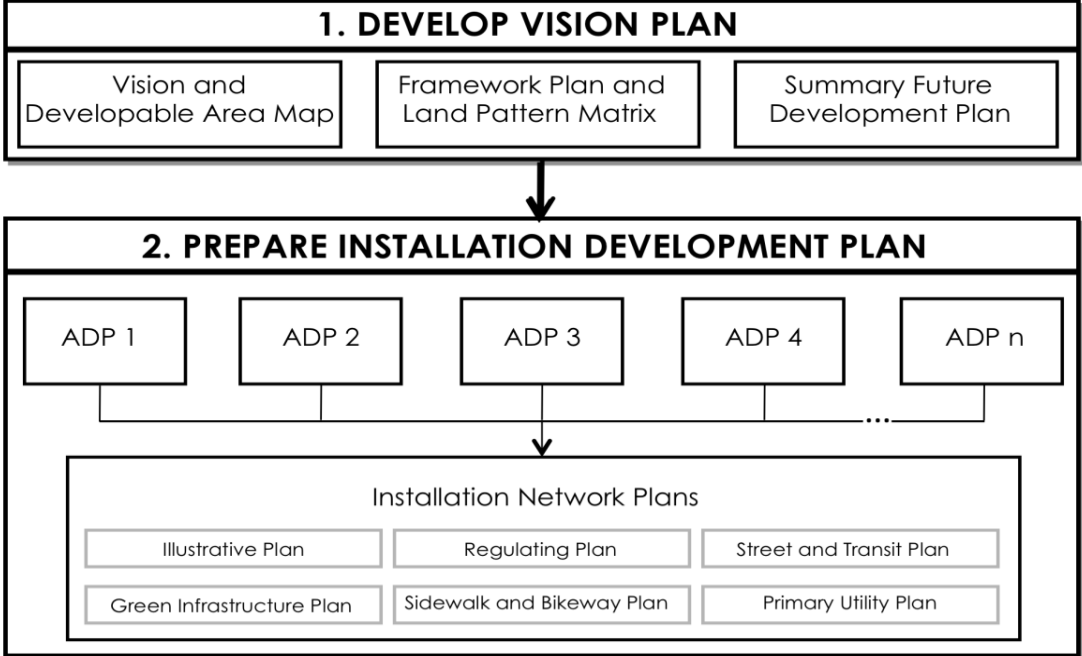 1. DEVELOP VISION PLAN
Vision and
Developable Area Map
Framework Plan and
Land Pattern Matrix
Summary Future
Development Plan
2. PREPARE INSTALLATION DEVELOPMENT PLAN
ADP 1
ADP 2
ADP 3
ADP 4
ADP n
...
Installation Network Plans
Illustrative Plan
Regulating Plan
Street and Transit Plan
Green Infrastructure Plan
Sidewalk and Bikeway Plan
Primary Utility Plan